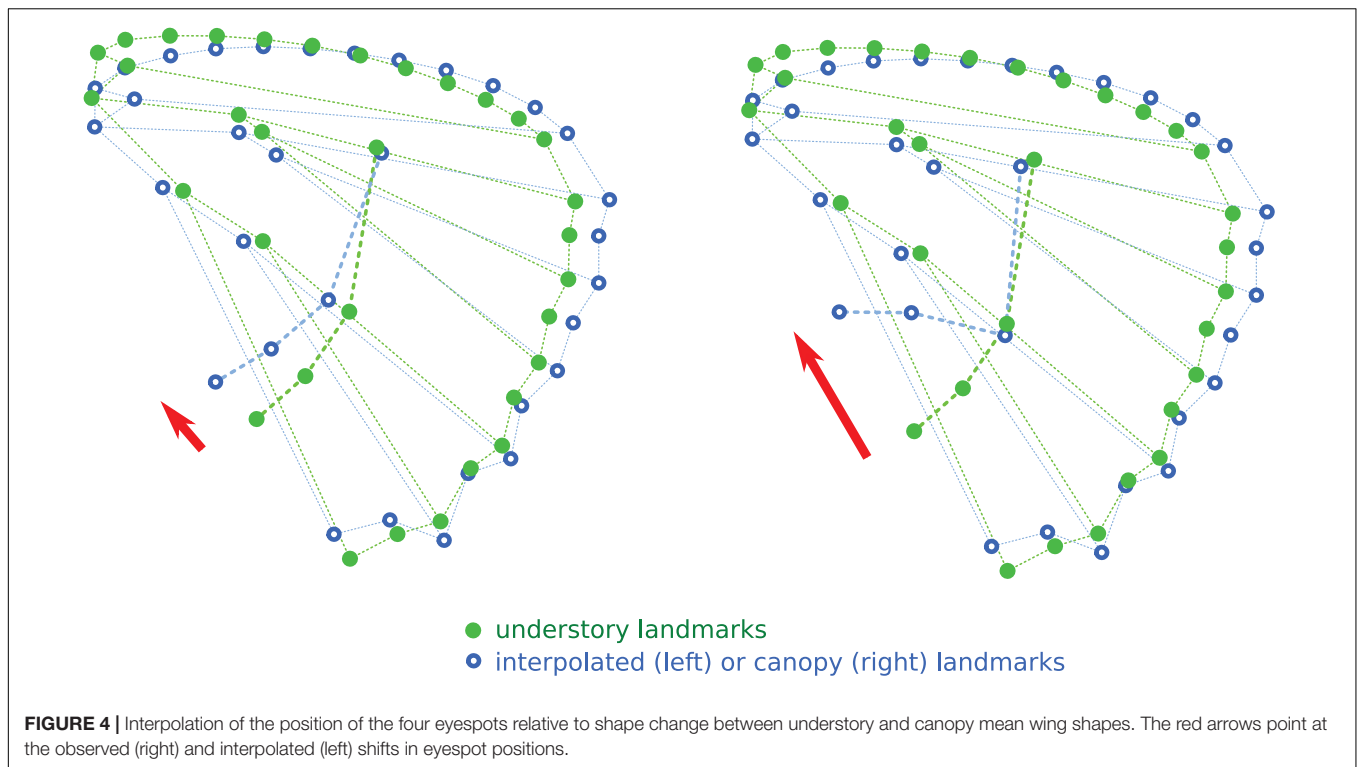 understory landmarks
interpolated (left) or canopy (right) landmarks
FIGURE 4 | Interpolation of the position of the four eyespots relative to shape change between understory and canopy mean wing shapes. The red arrows point at
the observed (right) and interpolated (left) shifts in eyespot positions.